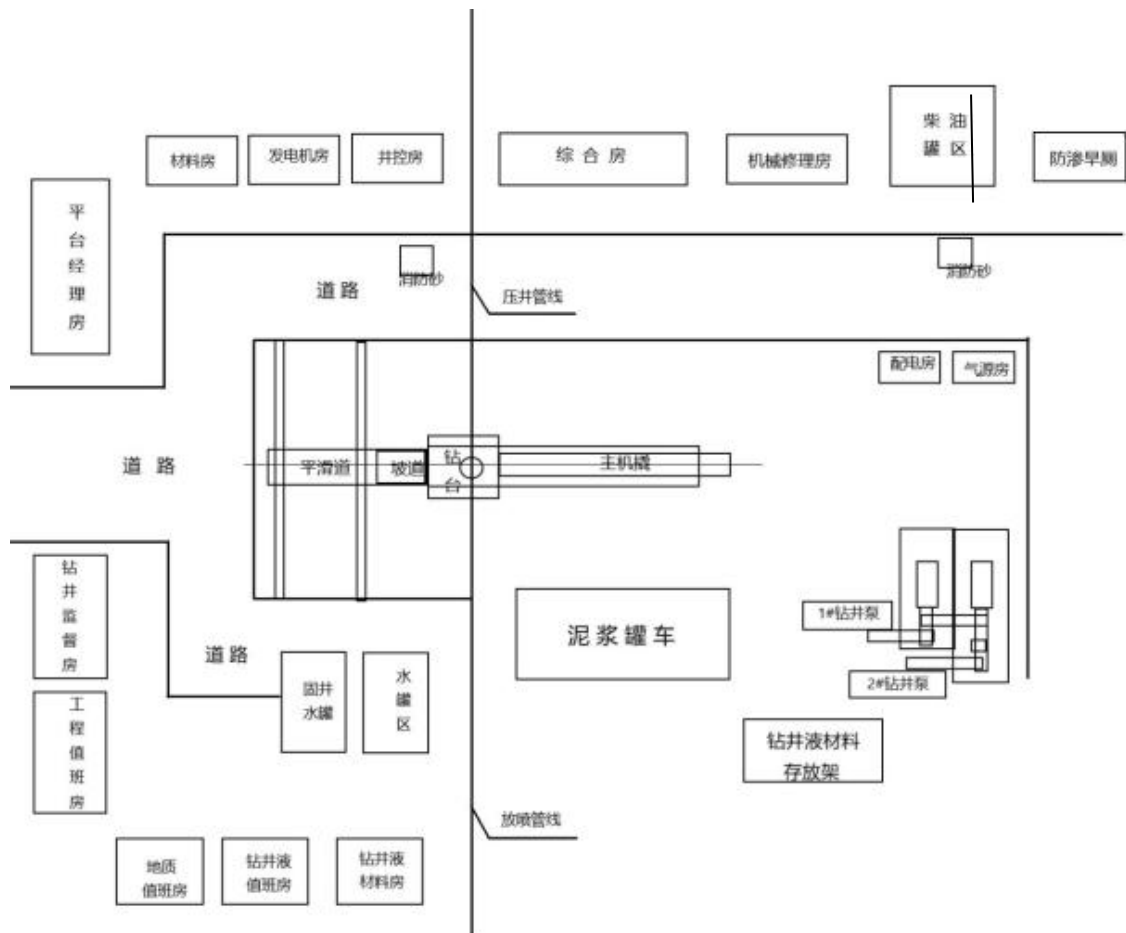 柴 油
罐 区
材料房
发电机房
井控房
综 合 房
机械修理房
防渗旱厕
平
台
经
理
房
消防砂
消防砂
道 路
压井管线
配电房
气源房
道 路
平滑道
坡道
钻
台
主机撬
钻
井
监
督
房
1#钻井泵
泥 浆 罐 车
道 路
2#钻井泵
固井
水罐
水
罐
区
工
程
值
班
房
钻井液材料
存放架
放喷管线
地质
值班房
钻井液
值班房
钻井液
材料房